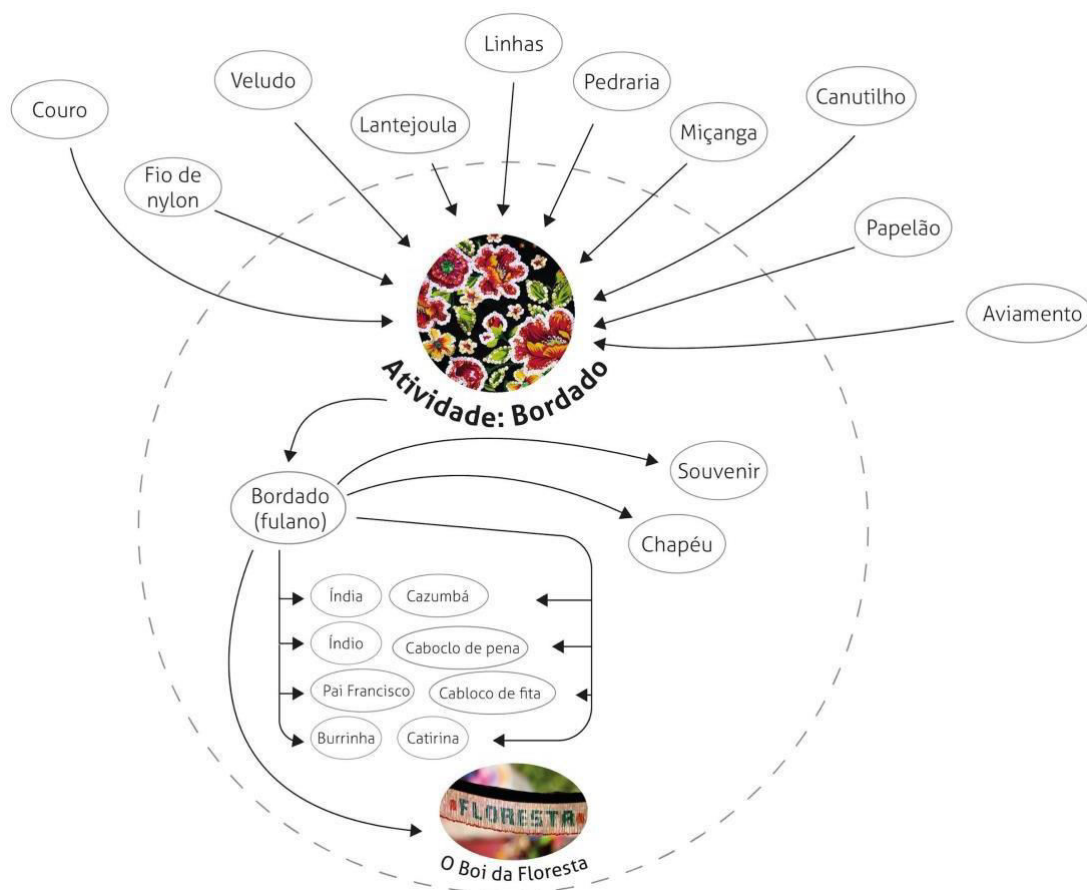 Linhas
Veludo
Pedraria
Canutilho
Couro
Lantejoula
Miçanga
Fio de
nylon
Papelão
Aviamento
Atividade: Bordado
Souvenir
Bordado
(fulano)
Chapéu
Índia
Cazumbá
Índio
Caboclo de pena
Pai Francisco
Cabloco de fita
Burrinha
Catirina
FLORESTA
O Boi da Floresta